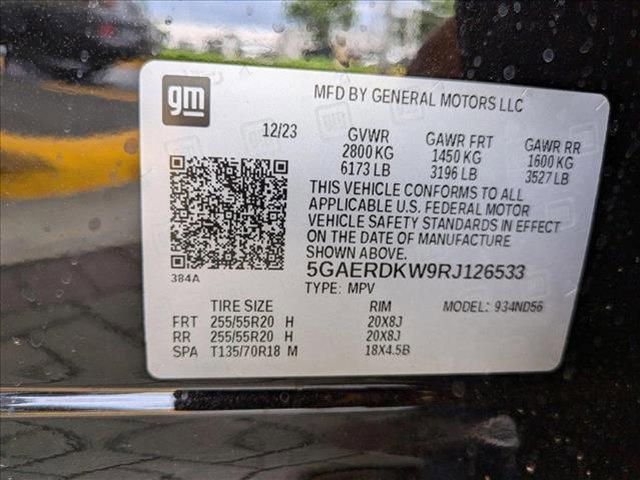 gm
MFD BY GENERAL MOTORS LLC
12/23 GVWR GAWR FRT GAWR RR
2800 KG 1450 KG 1600 KG
6173 LB 3196 LB 3527 LB
THIS VEHICLE CONFORMS TO ALL
APPLICABLE U.S. FEDERAL MOTOR
VEHICLE SAFETY STANDARDS IN EFFECT
ON THE DATE OF MANUFACTURE
SHOWN ABOVE.
384A
5GAERDKW9RJ126533
TYPE: MPV
TIRE SIZE RIM MODEL: 934ND56
FRT 255/55R20 H 20X8J
RR 255/55R20 H 20X8J
SPA T135/70R18 M 18X4.5B